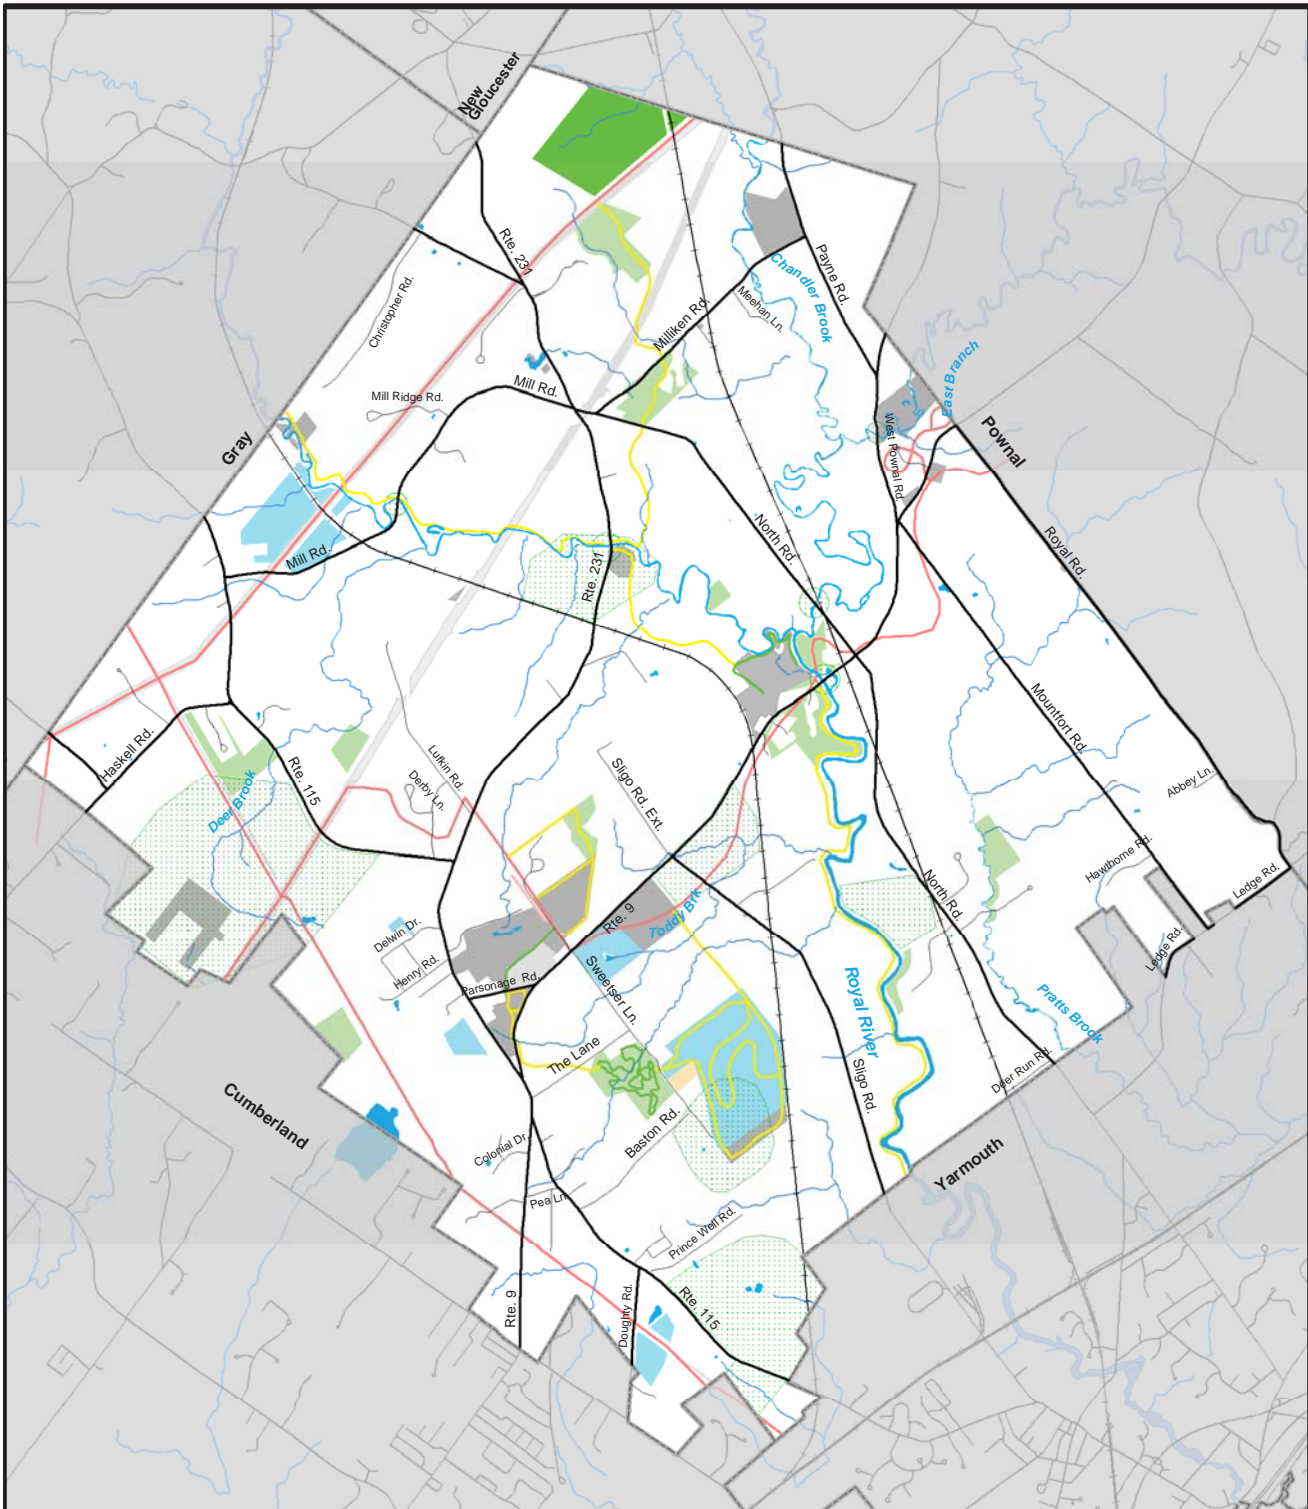 New
Gloucester
Rte. 231
Christopher Rd.
Payne Rd.
Chandler Brook
Meehan Ln.
Milliken Rd.
East Branch
Mill Rd.
Mill Ridge Rd.
Gray
Pownal
West Pownal Rd.
North Rd.
Royal Rd.
Mill Rd.
Rte. 231
Mountfort Rd.
Haskell Rd.
Lufkin Rd.
Derby Ln.
Rte. 115
Deer Brook
Sligo Rd. Ext.
Abbey Ln.
Hawthorne Rd.
Ledge Rd.
North Rd.
Rte. 9
Toddy Brk
Delwin Dr.
Henry Rd.
Ledge Rd.
Parsonage Rd.
Sweetser Ln.
Royal River
Pratts Brook
The Lane
Sligo Rd.
Deer Run Rd.
Cumberland
Baston Rd.
Colonial Dr.
Yarmouth
Pea Ln
Prince Well Rd.
Rte. 9
Doughty Rd.
Rte. 115